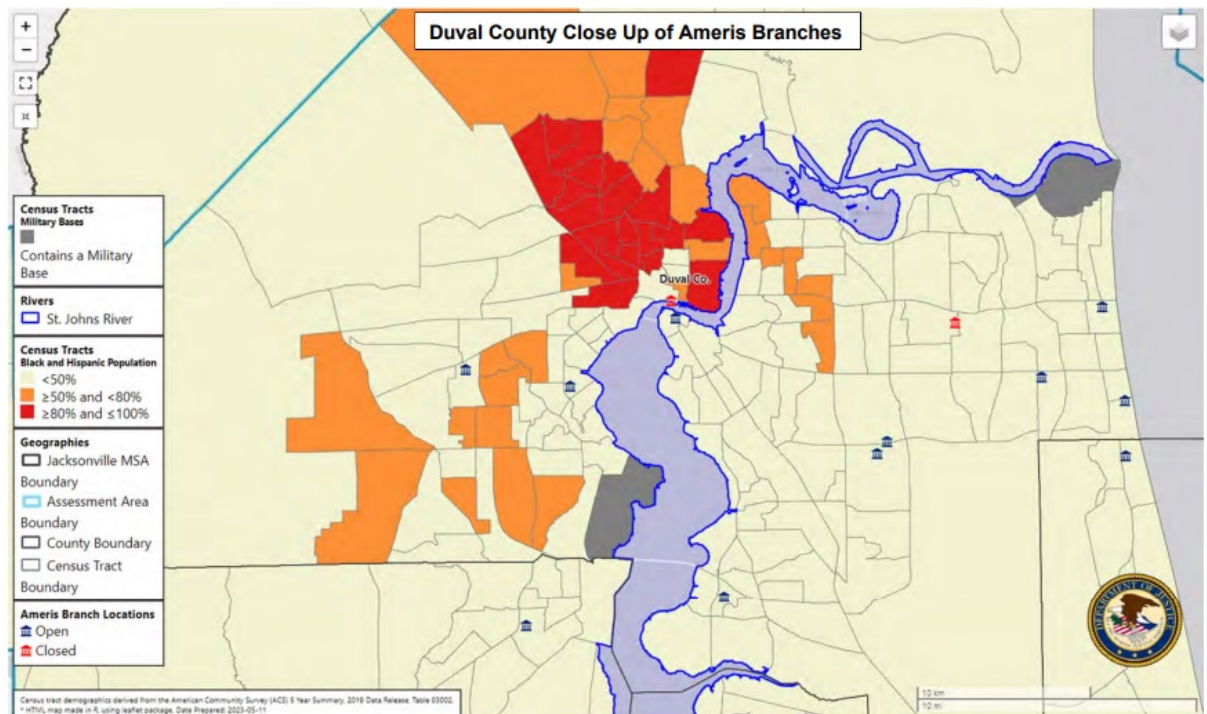 Duval County Close Up of Ameris Branches
+
−
Census Tracts
Military Bases
Contains a Military
Base
Rivers
St. Johns River
Census Tracts
Black and Hispanic Population
<50%
≥50% and <80%
≥80% and ≤100%
Geographies
Jacksonville MSA
Boundary
Assessment Area
Boundary
County Boundary
Census Tract
Boundary
Ameris Branch Locations
Open
Closed
Duval Co.
DEPARTMENT OF JUSTICE
10 km
10 mi
Census tract demographics derived from the American Community Survey (ACS) 5 Year Summary, 2019 Data Release, Table 03002.
* HTML map made in R, using leaflet package. Date Prepared: 2023-05-11